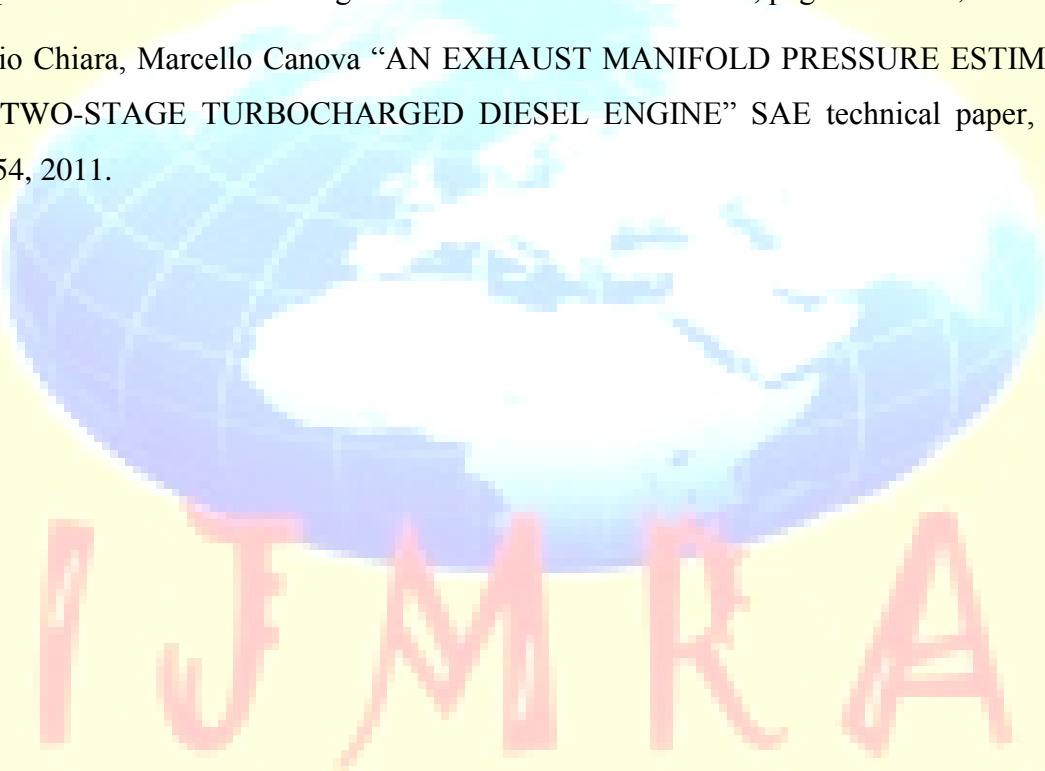 io Chiara, Marcello Canova “AN EXHAUST MANIFOLD PRESSURE ESTIM
TWO-STAGE TURBOCHARGED DIESEL ENGINE” SAE technical paper,
54, 2011.
IJMRA